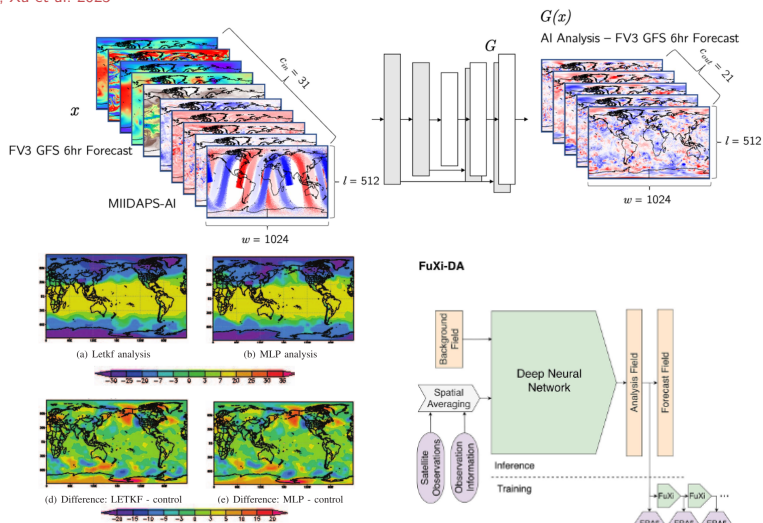 Xu et al. 2025
G(x)
AI Analysis – FV3 GFS 6hr Forecast
G
c_in = 31
c_out = 21
x
FV3 GFS 6hr Forecast
MIIDAPS-AI
l = 512
w = 1024
l = 512
w = 1024
(a) Letkf analysis
(b) MLP analysis
(d) Difference: LETKF - control
(e) Difference: MLP - control
FuXi-DA
Background Field
Deep Neural Network
Analysis Field
Forecast Field
Spatial Averaging
Satellite Observations
Observation Information
Inference
Training
FuXi
FuXi
...